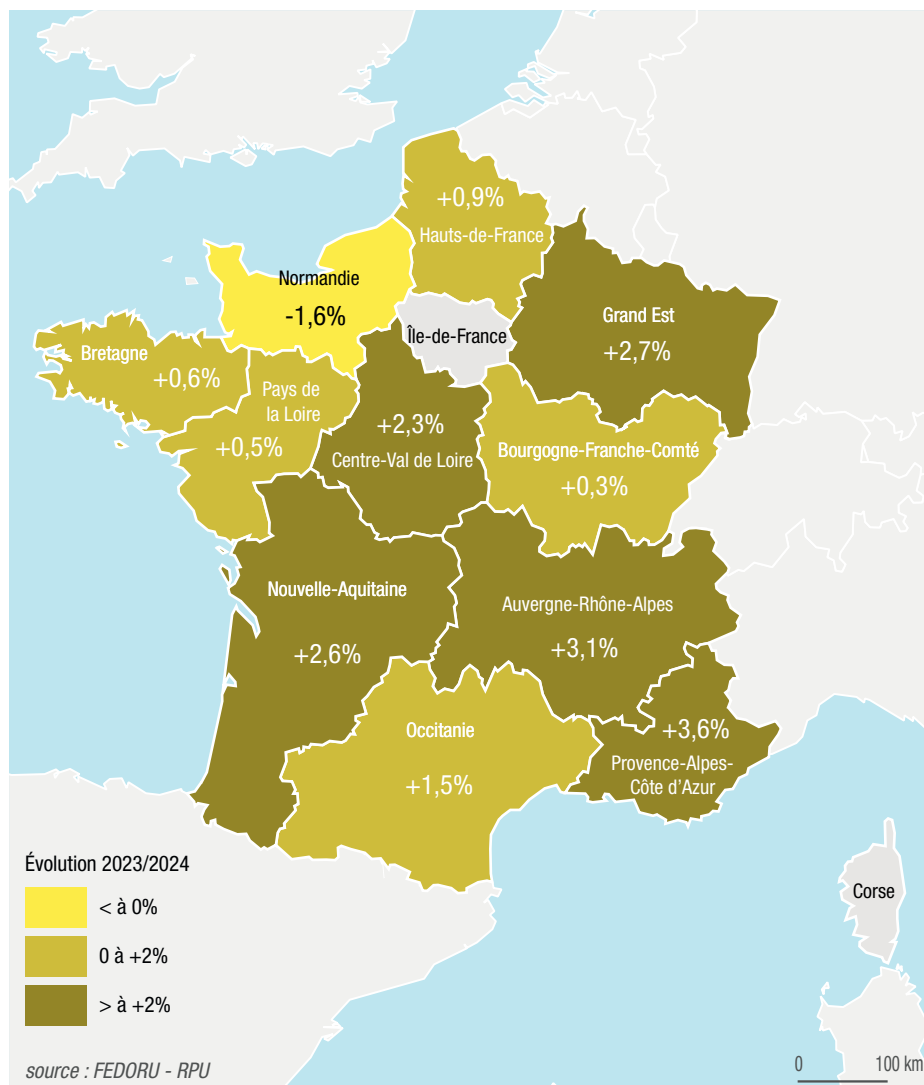 +0,9%
Hauts-de-France
Normandie
-1,6%
Île-de-France
Grand Est
+2,7%
Bretagne
+0,6%
Pays de
la Loire
+0,5%
+2,3%
Centre-Val de Loire
Bourgogne-Franche-Comté
+0,3%
Nouvelle-Aquitaine
+2,6%
Auvergne-Rhône-Alpes
+3,1%
Occitanie
+1,5%
+3,6%
Provence-Alpes-
Côte d'Azur
Corse
Évolution 2023/2024
< à 0%
0 à +2%
> à +2%
source : FEDORU - RPU
0 100 km